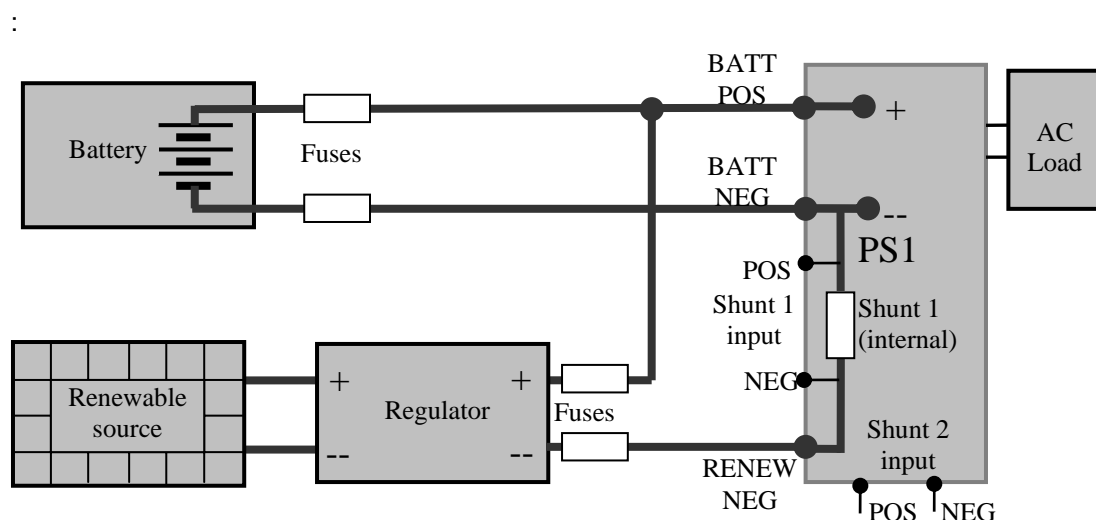 :
BATT
POS
+
AC
Load
Battery
Fuses
BATT
NEG
--
PS1
POS
Shunt 1
input
Shunt 1
(internal)
NEG
Renewable
source
+
--
Regulator
+
--
Fuses
Shunt 2
input
RENEW
NEG
POS
NEG